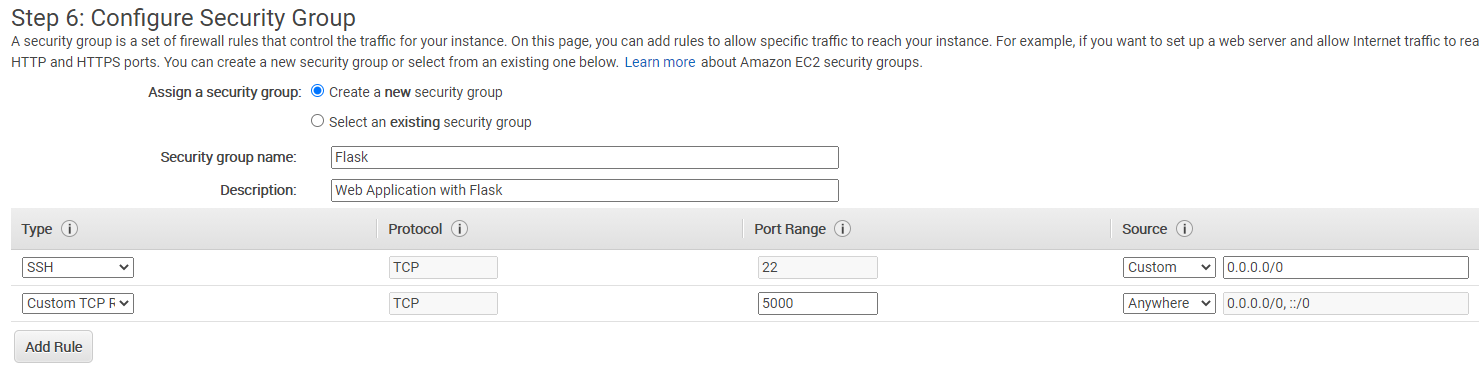 Step 6: Configure Security Group
A security group is a set of firewall rules that control the traffic for your instance. On this page, you can add rules to allow specific traffic to reach your instance. For example, if you want to set up a web server and allow Internet traffic to rea
HTTP and HTTPS ports. You can create a new security group or select from an existing one below. Learn more about Amazon EC2 security groups.
Assign a security group: Create a new security group
Select an existing security group
Security group name: Flask
Description: Web Application with Flask
Type i Protocol i Port Range i Source i
SSH TCP 22 Custom 0.0.0.0/0
Custom TCP R TCP 5000 Anywhere 0.0.0.0/0, ::/0
Add Rule